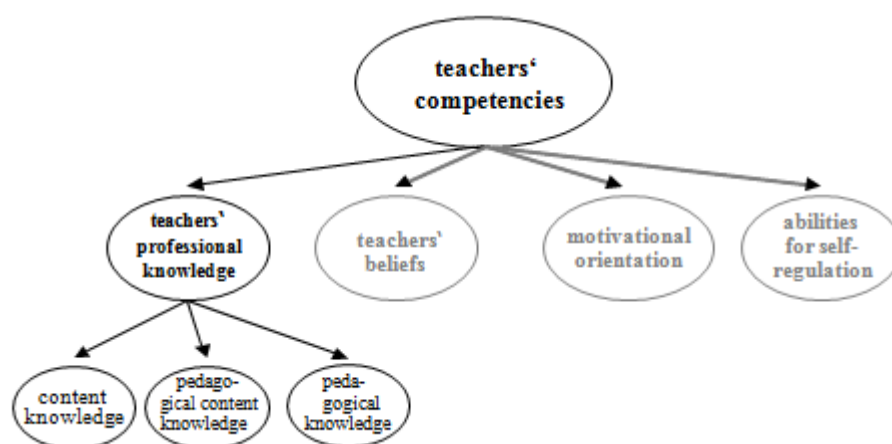 teachers‘
competencies
teachers‘
professional
knowledge
teachers‘
beliefs
motivational
orientation
abilities
for self-
regulation
content
knowledge
pedago-
gical content
knowledge
peda-
gogical
knowledge